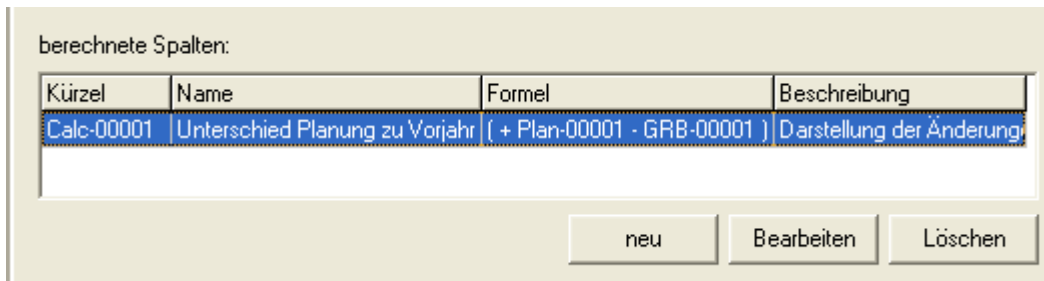 berechnete Spalten:
Kürzel Name Formel Beschreibung
Calc-00001 Unterschied Planung zu Vorjahr ( + Plan-00001 - GRB-00001 ) Darstellung der
neu Bearbeiten Löschen